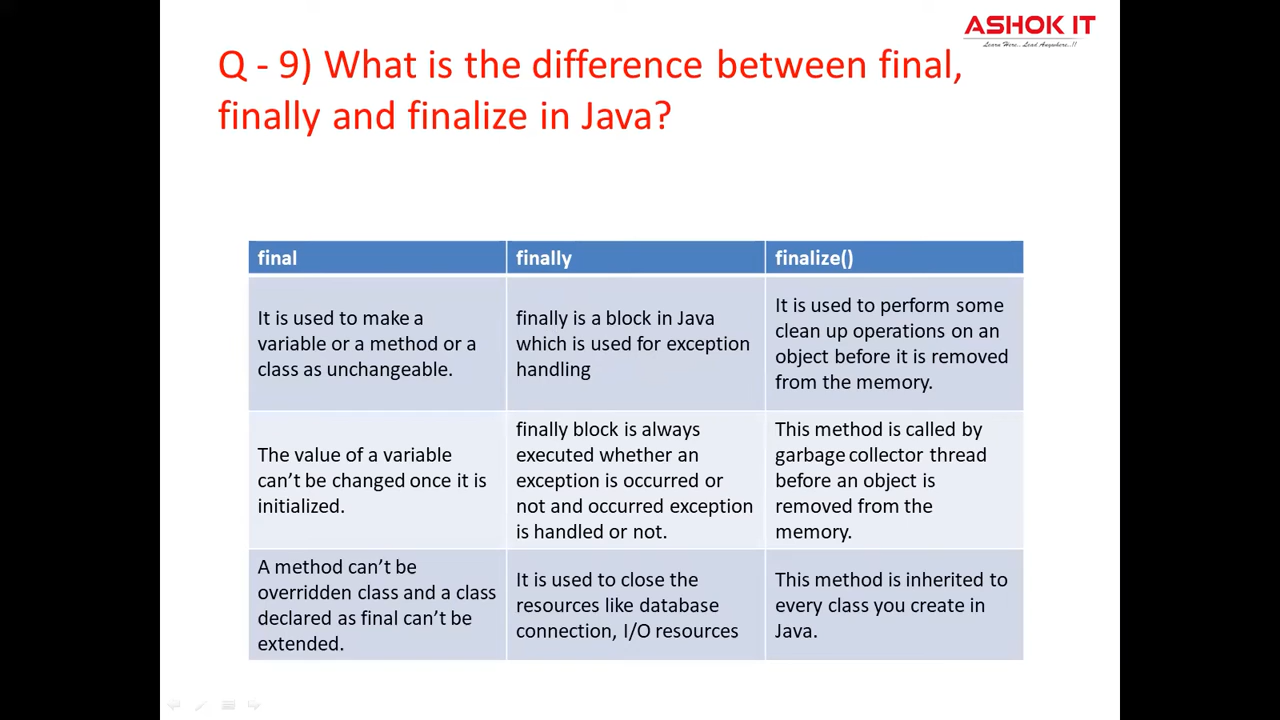 ASHOK IT
Learn Here.. Lead Anywhere..!!
Q - 9) What is the difference between final,
finally and finalize in Java?
final
finally
finalize()
It is used to make a
variable or a method or a
class as unchangeable.
finally is a block in Java
which is used for exception
handling
It is used to perform some
clean up operations on an
object before it is removed
from the memory.
The value of a variable
can’t be changed once it is
initialized.
finally block is always
executed whether an
exception is occurred or
not and occurred exception
is handled or not.
This method is called by
garbage collector thread
before an object is
removed from the
memory.
A method can’t be
overridden class and a class
declared as final can’t be
extended.
It is used to close the
resources like database
connection, I/O resources
This method is inherited to
every class you create in
Java.